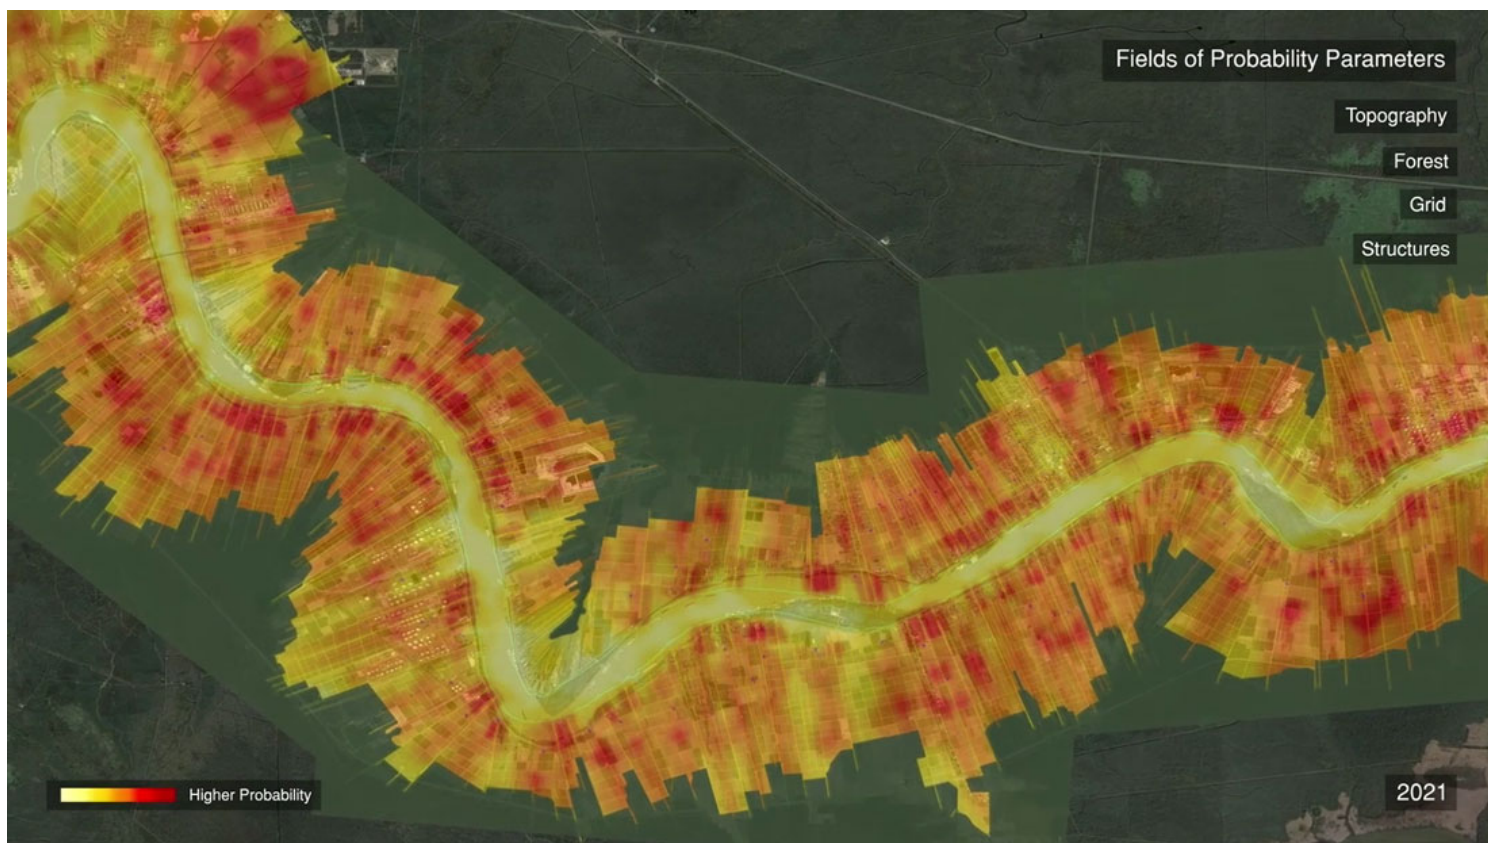 Fields of Probability Parameters
Topography
Forest
Grid
Structures
Higher Probability
2021